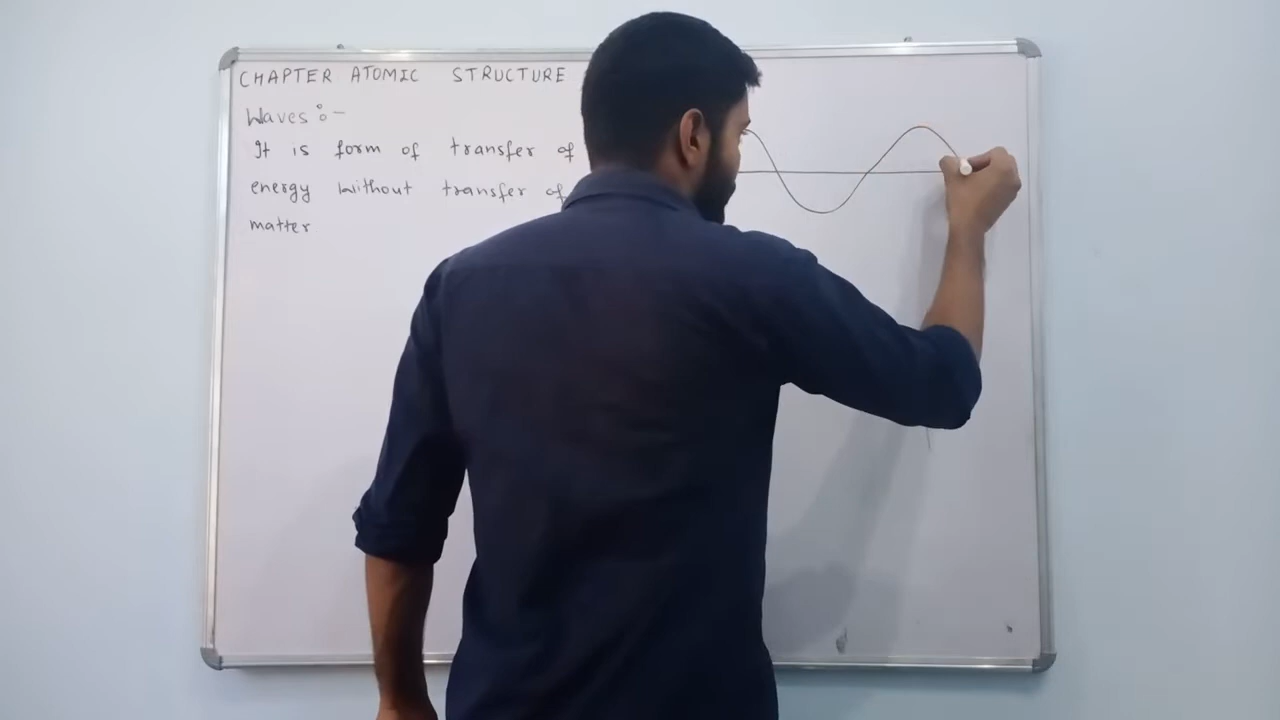 CHAPTER ATOMIC STRUCTURE
Waves :-
It is form of transfer of
energy without transfer of
matter